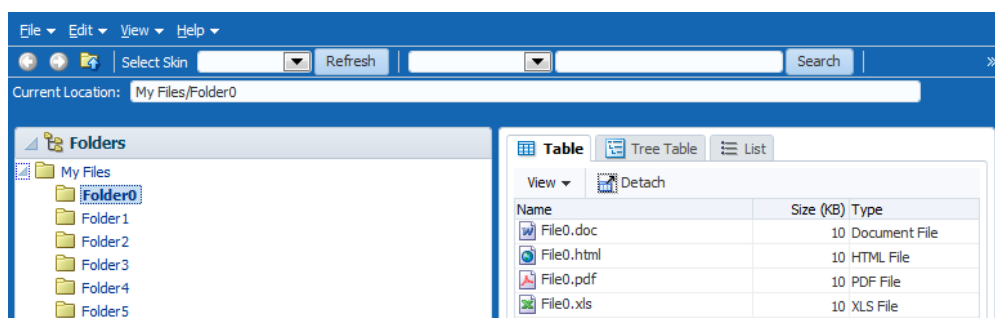 File Edit View Help
Select Skin Refresh Search »
Current Location: My Files/Folder0
Folders
My Files
Folder0
Folder1
Folder2
Folder3
Folder4
Folder5
Table Tree Table List
View Detach
Name Size (KB) Type
File0.doc 10 Document File
File0.html 10 HTML File
File0.pdf 10 PDF File
File0.xls 10 XLS File